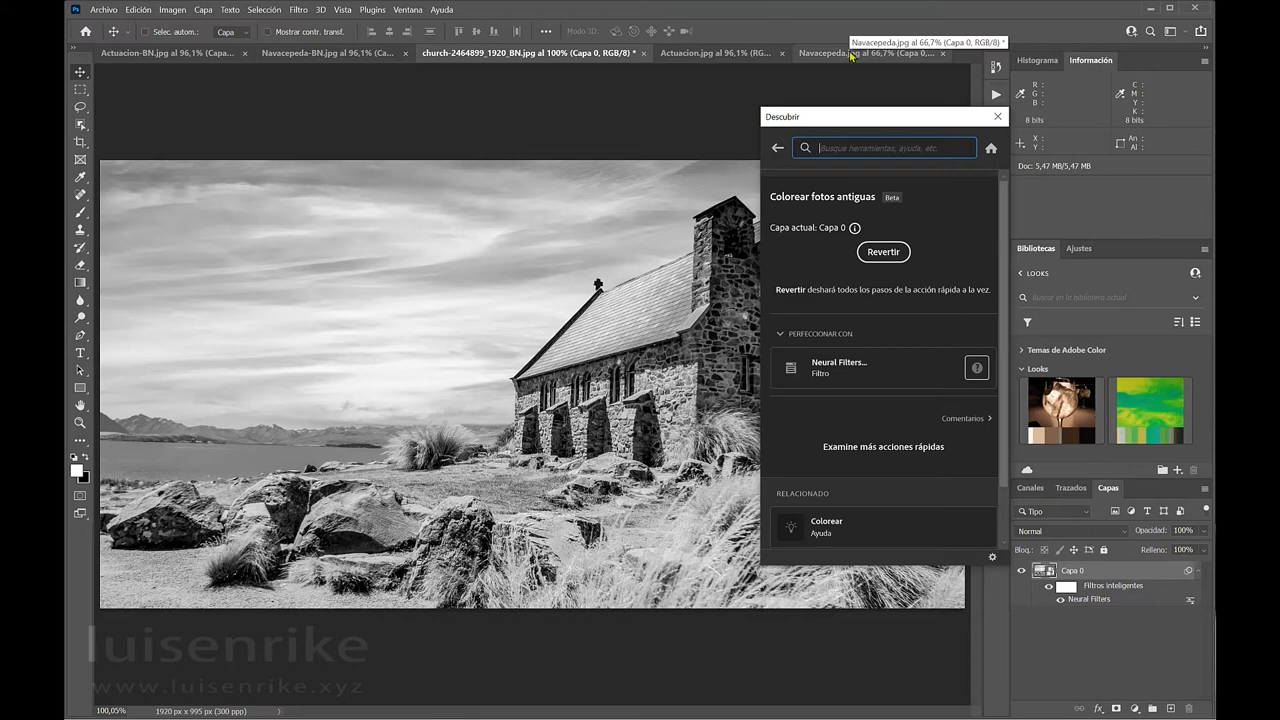 Ps Archivo Edición Imagen Capa Texto Selección Filtro 3D Vista Plugins Ventana Ayuda
Selec. autom.: Capa Mostrar contr. transf. Modo 3D:
Navacepeda.jpg al 66,7% (Capa 0, RGB/8) *
Actuacion-BN.jpg al 96,1% (Capa... × Navacepeda-BN.jpg al 96,1% (Ca... × church-2464899_1920_BN.jpg al 100% (Capa 0, RGB/8) * × Actuacion.jpg al 96,1% (RG... × Navacepeda.jpg al 66,7% (Capa 0,... ×
Histograma Información
R :
G :
B :
C :
M :
Y :
K :
8 bits 8 bits
X :
Y :
An :
Al :
Doc: 5,47 MB/5,47 MB
Descubrir
Busque herramientas, ayuda, etc.
Colorear fotos antiguas Beta
Capa actual: Capa 0
Revertir
Revertir deshará todos los pasos de la acción rápida a la vez.
PERFECCIONAR CON
Neural Filters...
Filtro
Comentarios
Examine más acciones rápidas
RELACIONADO
Colorear
Ayuda
Bibliotecas Ajustes
LOOKS
Buscar en la biblioteca actual
Temas de Adobe Color
Looks
Canales Trazados Capas
Tipo
Normal Opacidad: 100%
Bloq.: Relleno: 100%
Capa 0
Filtros inteligentes
Neural Filters
luisenrike
www.luisenrike.xyz
100,05% 1920 px x 995 px (300 ppp)